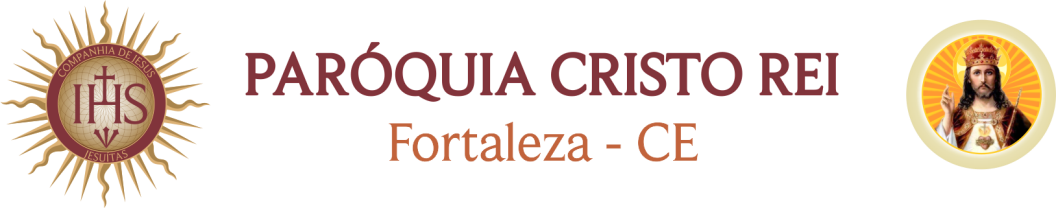 COMPANHIA DE JESUS
IHS
JESUÍTAS
PARÓQUIA CRISTO REI
Fortaleza - CE